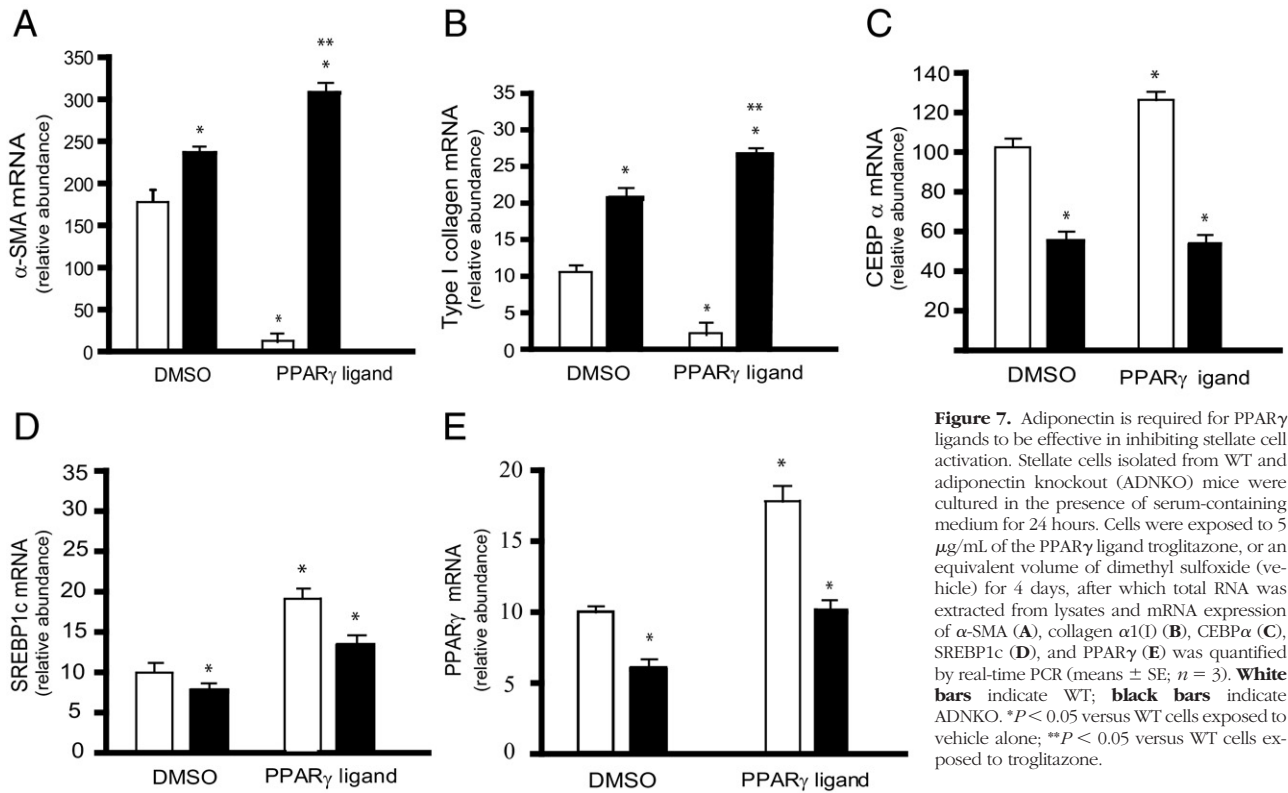 A
α-SMA mRNA
(relative abundance)
350
300
250
200
150
100
50
0
*
*
**
*
DMSO
PPARγ ligand
B
Type I collagen mRNA
(relative abundance)
35
30
25
20
15
10
5
0
*
*
**
*
DMSO
PPARγ ligand
C
CEBP α mRNA
(relative abundance)
140
120
100
80
60
40
20
*
*
*
DMSO
PPARγ igand
D
SREBP1c mRNA
(relative abundance)
35
30
25
20
15
10
5
0
*
*
*
DMSO
PPARγ ligand
E
PPARγ mRNA
(relative abundance)
20
15
10
5
0
*
*
*
DMSO
PPARγ ligand
Figure 7. Adiponectin is required for PPARγ
ligands to be effective in inhibiting stellate cell
activation. Stellate cells isolated from WT and
adiponectin knockout (ADNKO) mice were
cultured in the presence of serum-containing
medium for 24 hours. Cells were exposed to 5
μg/mL of the PPARγ ligand troglitazone, or an
equivalent volume of dimethyl sulfoxide (ve-
hicle) for 4 days, after which total RNA was
extracted from lysates and mRNA expression
of α-SMA (A), collagen α1(I) (B), CEBPα (C),
SREBP1c (D), and PPARγ (E) was quantified
by real-time PCR (means ± SE; n = 3). White
bars indicate WT; black bars indicate
ADNKO. *P < 0.05 versus WT cells exposed to
vehicle alone; **P < 0.05 versus WT cells ex-
posed to troglitazone.